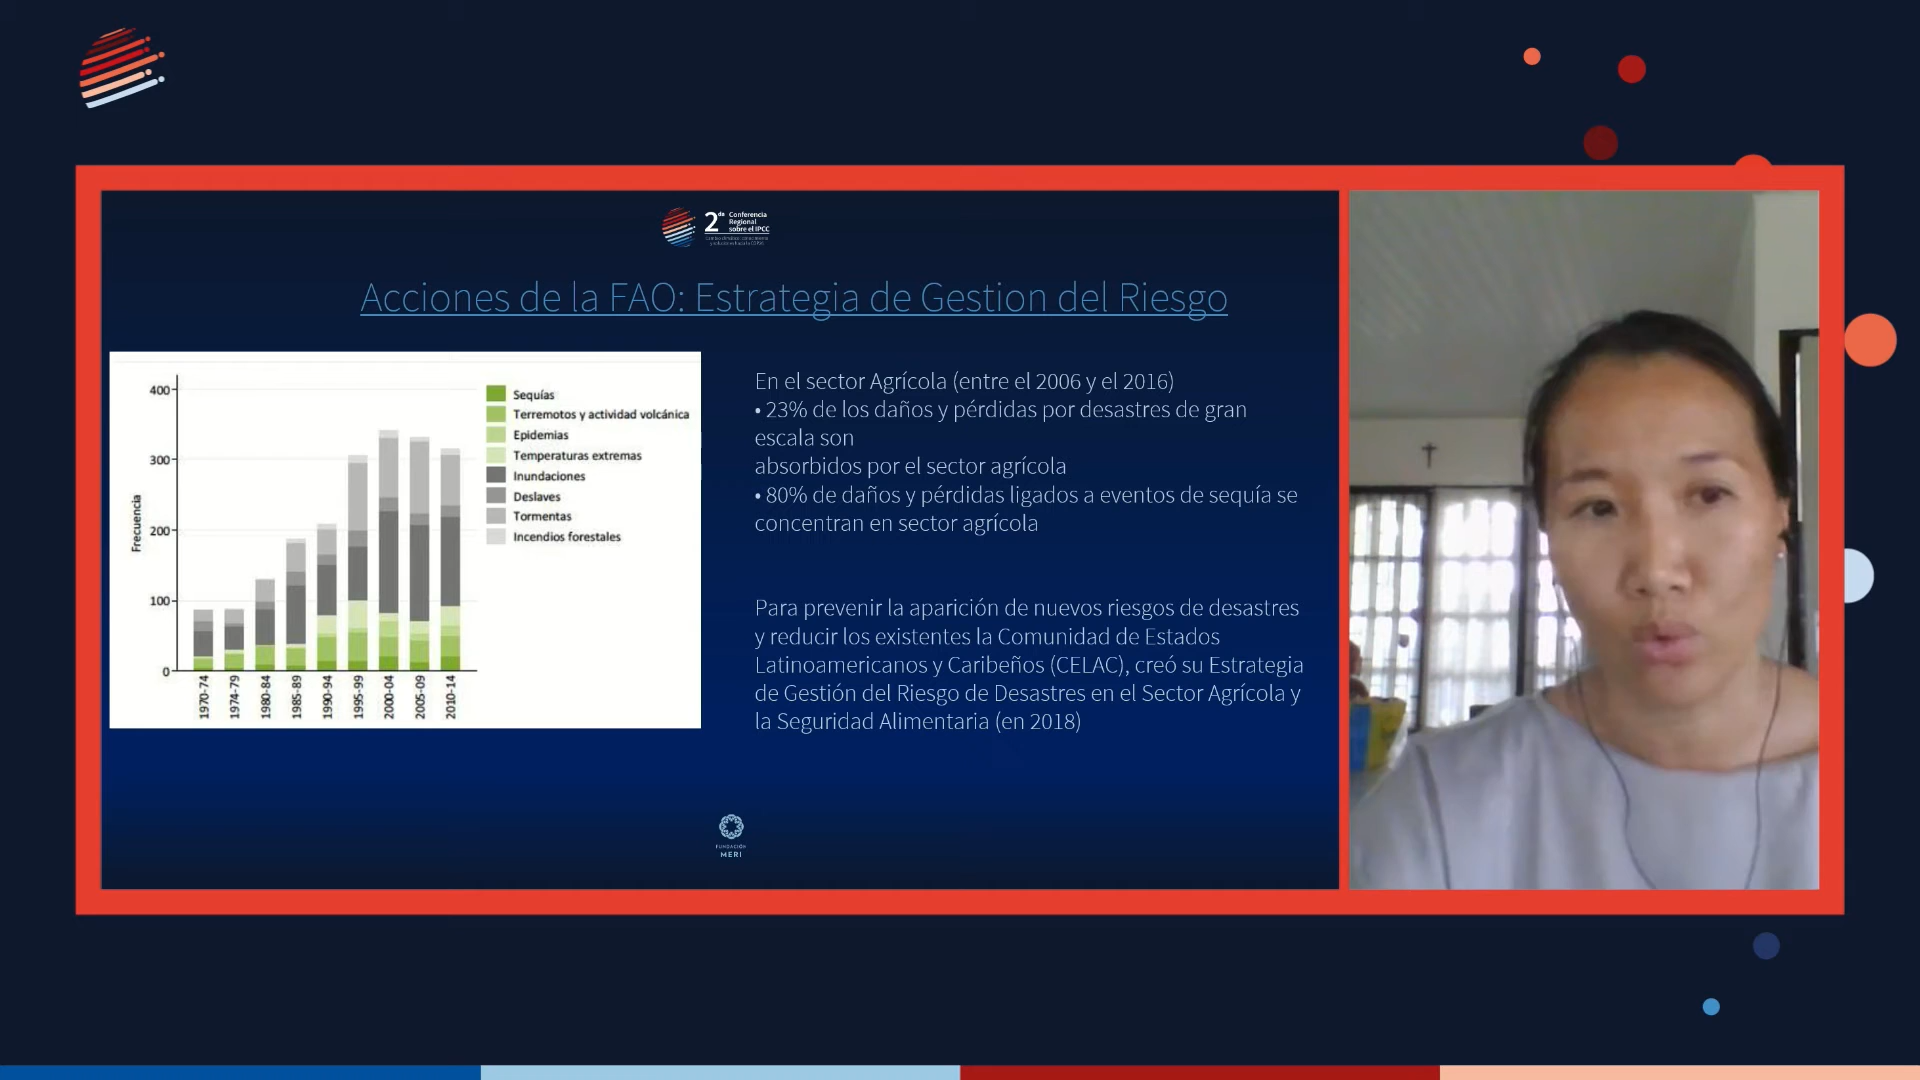 2da Conferencia
Regional
sobre el IPCC
Acciones de la FAO: Estrategia de Gestion del Riesgo
400
300
200
100
0
Frecuencia
1970-74
1974-79
1980-84
1985-89
1990-94
1995-99
2000-04
2005-09
2010-14
Sequías
Terremotos y actividad volcánica
Epidemias
Temperaturas extremas
Inundaciones
Deslaves
Tormentas
Incendios forestales
En el sector Agrícola (entre el 2006 y el 2016)
• 23% de los daños y pérdidas por desastres de gran
escala son
absorbidos por el sector agrícola
• 80% de daños y pérdidas ligados a eventos de sequía se
concentran en sector agrícola
Para prevenir la aparición de nuevos riesgos de desastres
y reducir los existentes la Comunidad de Estados
Latinoamericanos y Caribeños (CELAC), creó su Estrategia
de Gestión del Riesgo de Desastres en el Sector Agrícola y
la Seguridad Alimentaria (en 2018)
FUNDACIÓN
MERI